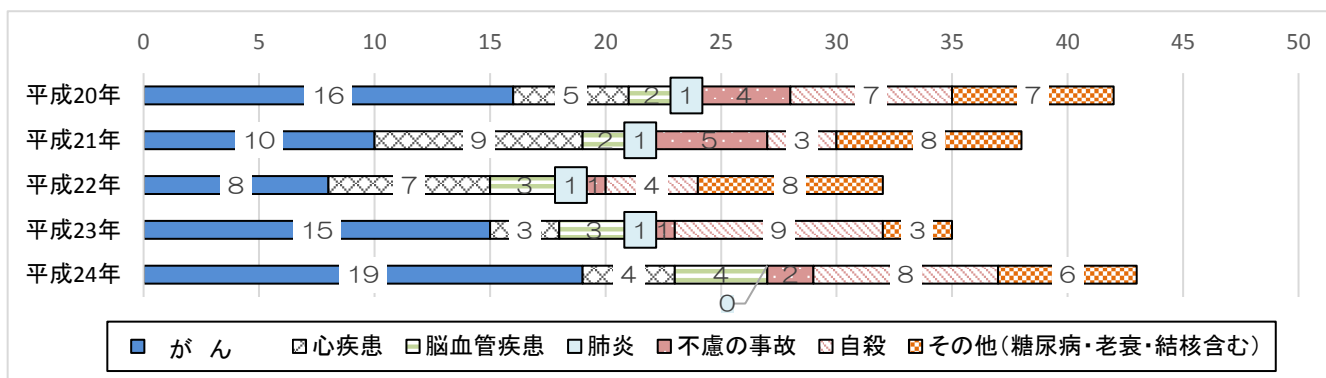 0 5 10 15 20 25 30 35 40 45 50
平成20年 16 5 2 1 4 7 7
平成21年 10 9 2 1 5 3 8
平成22年 8 7 3 1 1 4 8
平成23年 15 3 3 1 1 9 3
平成24年 19 4 4 2 8 6
0
がん 心疾患 脳血管疾患 肺炎 不慮の事故 自殺 その他(糖尿病・老衰・結核含む)